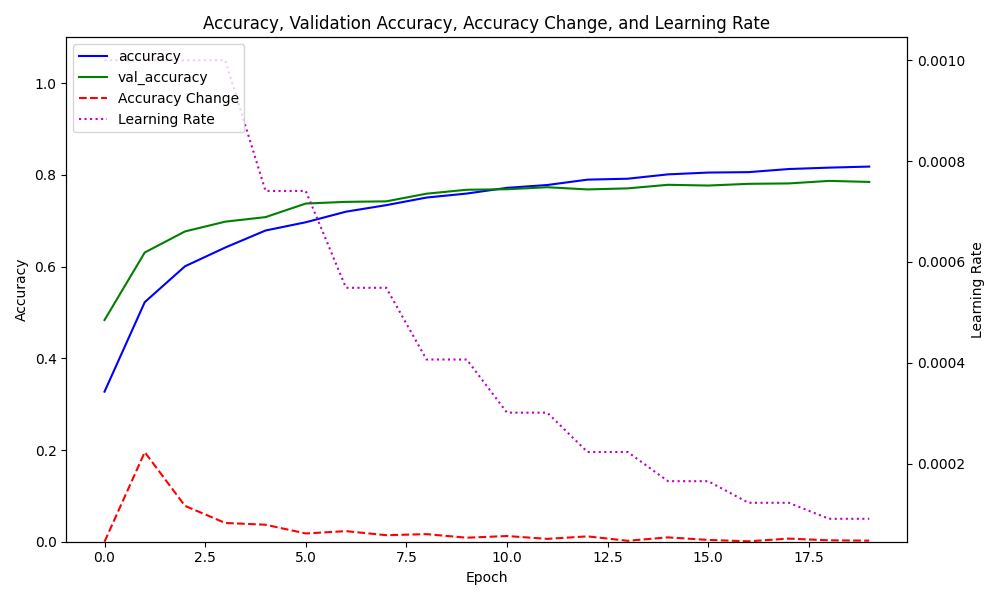 Accuracy, Validation Accuracy, Accuracy Change, and Learning Rate
accuracy
val_accuracy
Accuracy Change
Learning Rate
1.0
0.8
0.6
0.4
0.2
0.0
Accuracy
0.0
2.5
5.0
7.5
10.0
12.5
15.0
17.5
Epoch
0.0010
0.0008
0.0006
0.0004
0.0002
Learning Rate